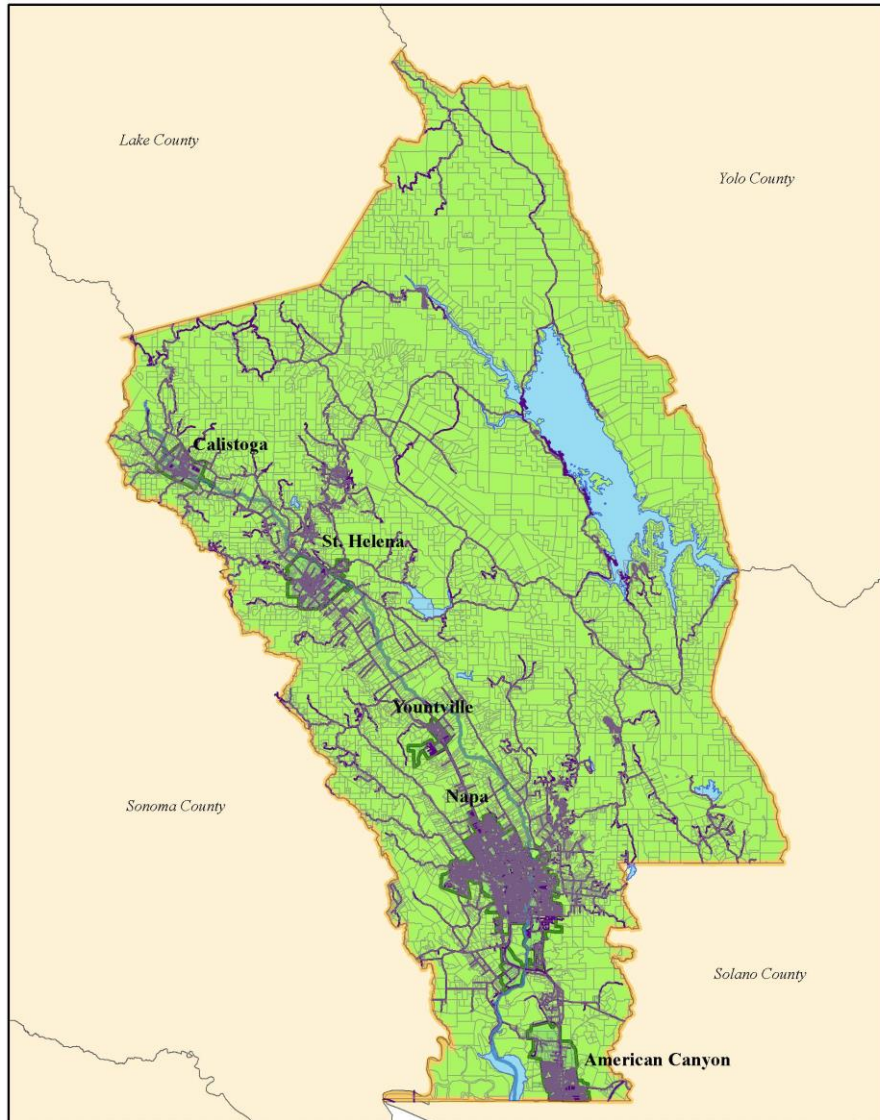 Lake County
Yolo County
Calistoga
St. Helena
Yountville
Napa
Sonoma County
Solano County
American Canyon